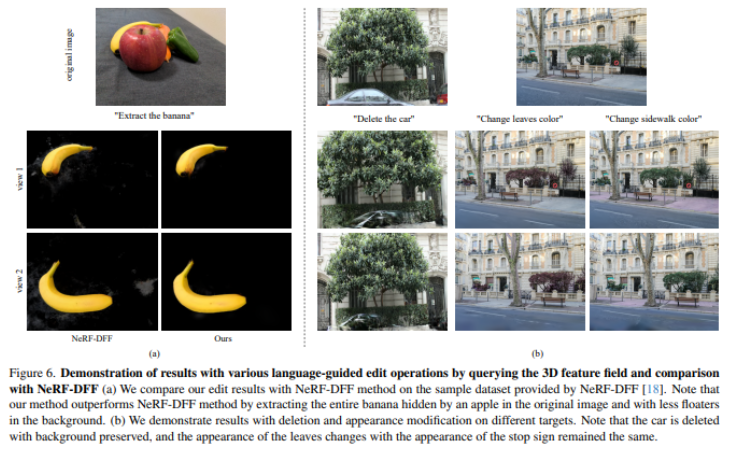 original image
"Extract the banana"
"Delete the car"
"Change leaves color"
"Change sidewalk color"
view 1
view 2
NeRF-DFF
Ours
(a)
(b)
Figure 6. Demonstration of results with various language-guided edit operations by querying the 3D feature field and comparison
with NeRF-DFF (a) We compare our edit results with NeRF-DFF method on the sample dataset provided by NeRF-DFF [18]. Note that
our method outperforms NeRF-DFF method by extracting the entire banana hidden by an apple in the original image and with less floaters
in the background. (b) We demonstrate results with deletion and appearance modification on different targets. Note that the car is deleted
with background preserved, and the appearance of the leaves changes with the appearance of the stop sign remained the same.